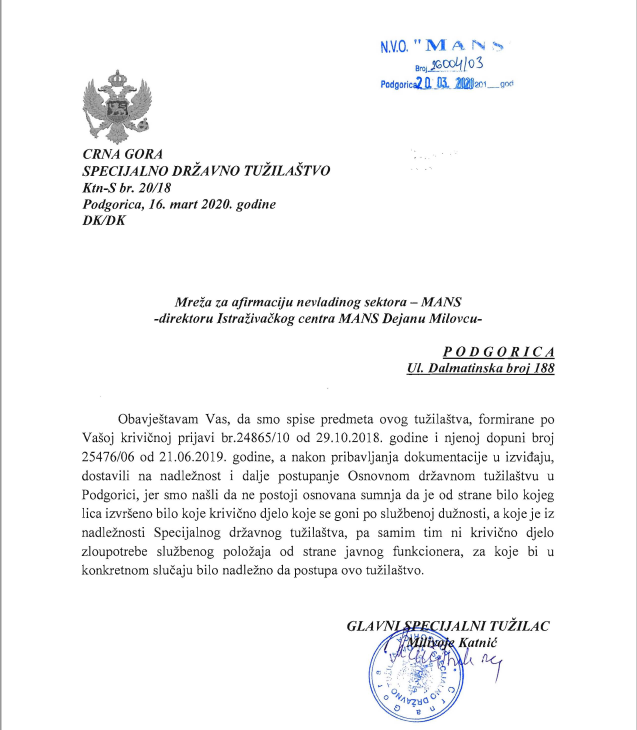 N.V.O. "MANS
Broj 26004/03
Podgorica 20. 03. 2020 201__ god
CRNA GORA
SPECIJALNO DRŽAVNO TUŽILAŠTVO
Ktn-S br. 20/18
Podgorica, 16. mart 2020. godine
DK/DK
Mreža za afirmaciju nevladinog sektora – MANS
-direktoru Istraživačkog centra MANS Dejanu Milovcu-
P O D G O R I C A
Ul. Dalmatinska broj 188
Obavještavam Vas, da smo spise predmeta ovog tužilaštva, formirane po
Vašoj krivičnoj prijavi br.24865/10 od 29.10.2018. godine i njenoj dopuni broj
25476/06 od 21.06.2019. godine, a nakon pribavljanja dokumentacije u izviđaju,
dostavili na nadležnost i dalje postupanje Osnovnom državnom tužilaštvu u
Podgorici, jer smo našli da ne postoji osnovana sumnja da je od strane bilo kojeg
lica izvršeno bilo koje krivično djelo koje se goni po službenoj dužnosti, a koje je iz
nadležnosti Specijalnog državnog tužilaštva, pa samim tim ni krivično djelo
zloupotrebe službenog položaja od strane javnog funkcionera, za koje bi u
konkretnom slučaju bilo nadležno da postupa ovo tužilaštvo.
GLAVNI SPECIJALNI TUŽILAC
Milivoje Katnić
Crna Gora
SPECIJALNO DRŽAVNO